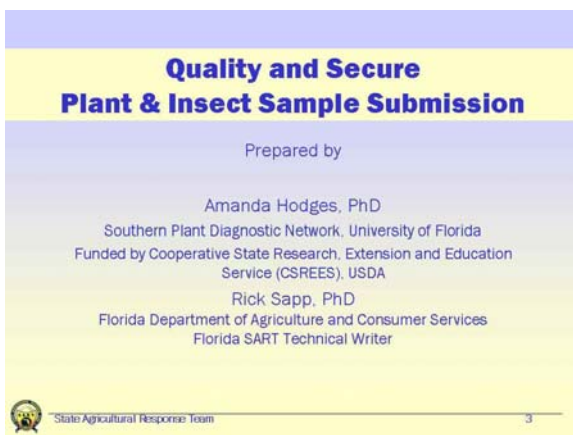 Quality and Secure
Plant & Insect Sample Submission
Prepared by
Amanda Hodges, PhD
Southern Plant Diagnostic Network, University of Florida
Funded by Cooperative State Research, Extension and Education
Service (CSREES), USDA
Rick Sapp, PhD
Florida Department of Agriculture and Consumer Services
Florida SART Technical Writer
State Agricultural Response Team 3